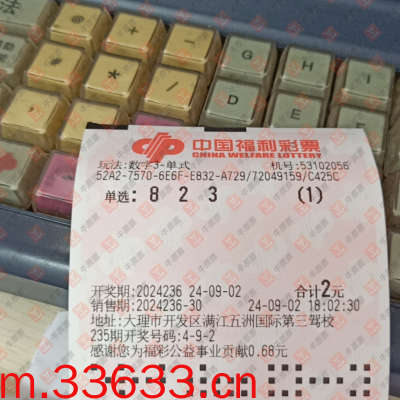 法
+
-
*
/
G
H
I
D
E
中国福利彩票
CHINA WELFARE LOTTERY
玩法:数字3-单式 机号:53102056
52A2-7570-6E6F-EB32-A729/72049159/C425C
单选: 8 2 3 (1)
开奖期:2024236 24-09-02 合计2元
销售期:2024236-30 24-09-02 18:02:30
地址:大理市开发区满江五洲国际第三驾校
235期开奖号码:4-9-2
感谢您为福彩公益事业贡献0.68元
m.33633.cn